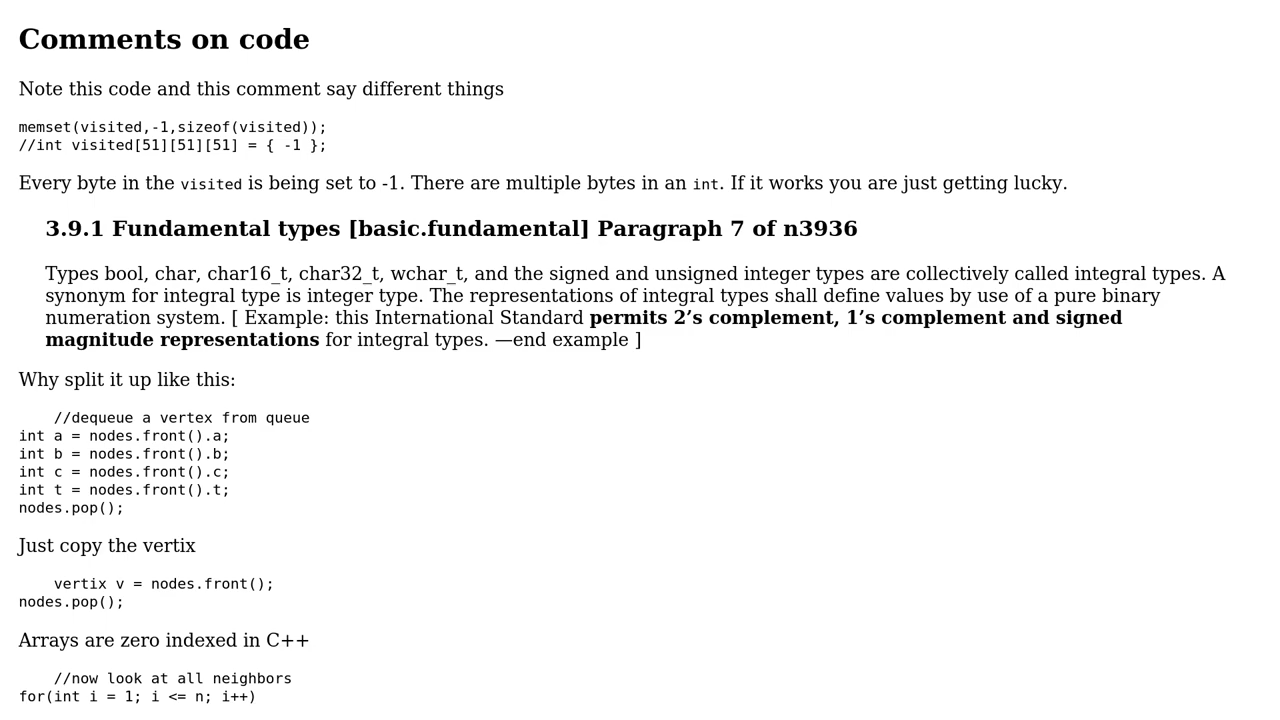 Comments on code
Note this code and this comment say different things
memset(visited,-1,sizeof(visited));
//int visited[51][51][51] = { -1 };
Every byte in the visited is being set to -1. There are multiple bytes in an int. If it works you are just getting lucky.
3.9.1 Fundamental types [basic.fundamental] Paragraph 7 of n3936
Types bool, char, char16_t, char32_t, wchar_t, and the signed and unsigned integer types are collectively called integral types. A
synonym for integral type is integer type. The representations of integral types shall define values by use of a pure binary
numeration system. [ Example: this International Standard permits 2’s complement, 1’s complement and signed
magnitude representations for integral types. —end example ]
Why split it up like this:
    //dequeue a vertex from queue
int a = nodes.front().a;
int b = nodes.front().b;
int c = nodes.front().c;
int t = nodes.front().t;
nodes.pop();
Just copy the vertix
    vertix v = nodes.front();
nodes.pop();
Arrays are zero indexed in C++
    //now look at all neighbors
for(int i = 1; i <= n; i++)